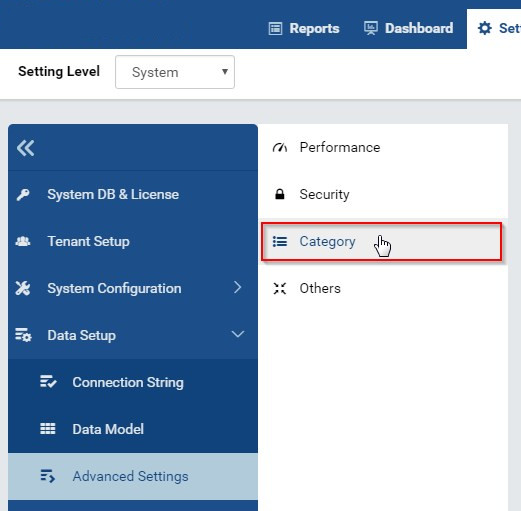 Reports Dashboard Set
Setting Level System
Performance
System DB & License Security
Tenant Setup Category
System Configuration Others
Data Setup
Connection String
Data Model
Advanced Settings